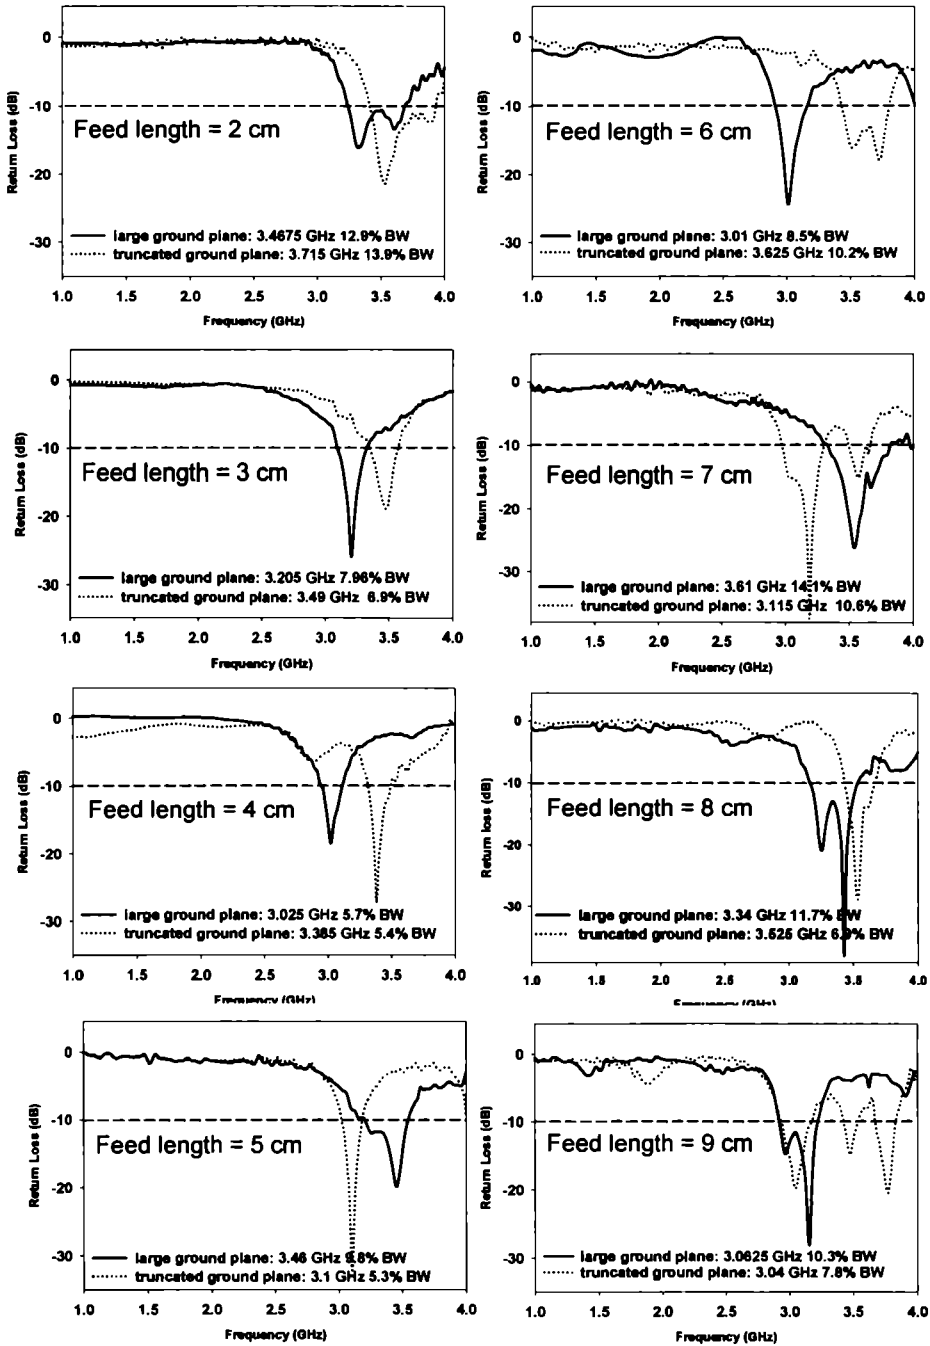 0
-10
-20
-30
Return Loss (dB)
Feed length = 2 cm
large ground plane: 3.4675 GHz 12.9% BW
truncated ground plane: 3.715 GHz 13.9% BW
1.0 1.5 2.0 2.5 3.0 3.5 4.0
Frequency (GHz)
0
-10
-20
-30
Return Loss (dB)
Feed length = 6 cm
large ground plane: 3.01 GHz 8.5% BW
truncated ground plane: 3.625 GHz 10.2% BW
1.0 1.5 2.0 2.5 3.0 3.5 4.0
Frequency (GHz)
0
-10
-20
-30
Return Loss (dB)
Feed length = 3 cm
large ground plane: 3.205 GHz 7.96% BW
truncated ground plane: 3.49 GHz 6.9% BW
1.0 1.5 2.0 2.5 3.0 3.5 4.0
Frequency (GHz)
0
-10
-20
-30
Return Loss (dB)
Feed length = 7 cm
large ground plane: 3.61 GHz 14.1% BW
truncated ground plane: 3.115 GHz 10.6% BW
1.0 1.5 2.0 2.5 3.0 3.5 4.0
Frequency (GHz)
0
-10
-20
-30
Return Loss (dB)
Feed length = 4 cm
large ground plane: 3.025 GHz 5.7% BW
truncated ground plane: 3.385 GHz 5.4% BW
1.0 1.5 2.0 2.5 3.0 3.5 4.0
Frequency (GHz)
0
-10
-20
-30
Return loss (dB)
Feed length = 8 cm
large ground plane: 3.34 GHz 11.7% BW
truncated ground plane: 3.525 GHz 6.9% BW
1.0 1.5 2.0 2.5 3.0 3.5 4.0
Frequency (GHz)
0
-10
-20
-30
Return Loss (dB)
Feed length = 5 cm
large ground plane: 3.46 GHz 9.8% BW
truncated ground plane: 3.1 GHz 5.3% BW
1.0 1.5 2.0 2.5 3.0 3.5 4.0
Frequency (GHz)
0
-10
-20
-30
Return Loss (dB)
Feed length = 9 cm
large ground plane: 3.0625 GHz 10.3% BW
truncated ground plane: 3.04 GHz 7.8% BW
1.0 1.5 2.0 2.5 3.0 3.5 4.0
Frequency (GHz)